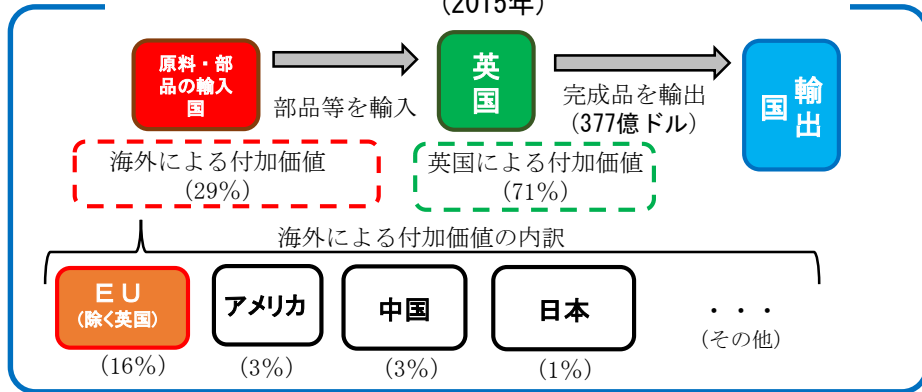 (2015年)
原料・部
品の輸入
国
部品等を輸入
英
国
完成品を輸出
(377億ドル)
輸出
国
海外による付加価値
(29%)
英国による付加価値
(71%)
海外による付加価値の内訳
ＥＵ
(除く英国)
(16%)
アメリカ
(3%)
中国
(3%)
日本
(1%)
・・・
(その他)